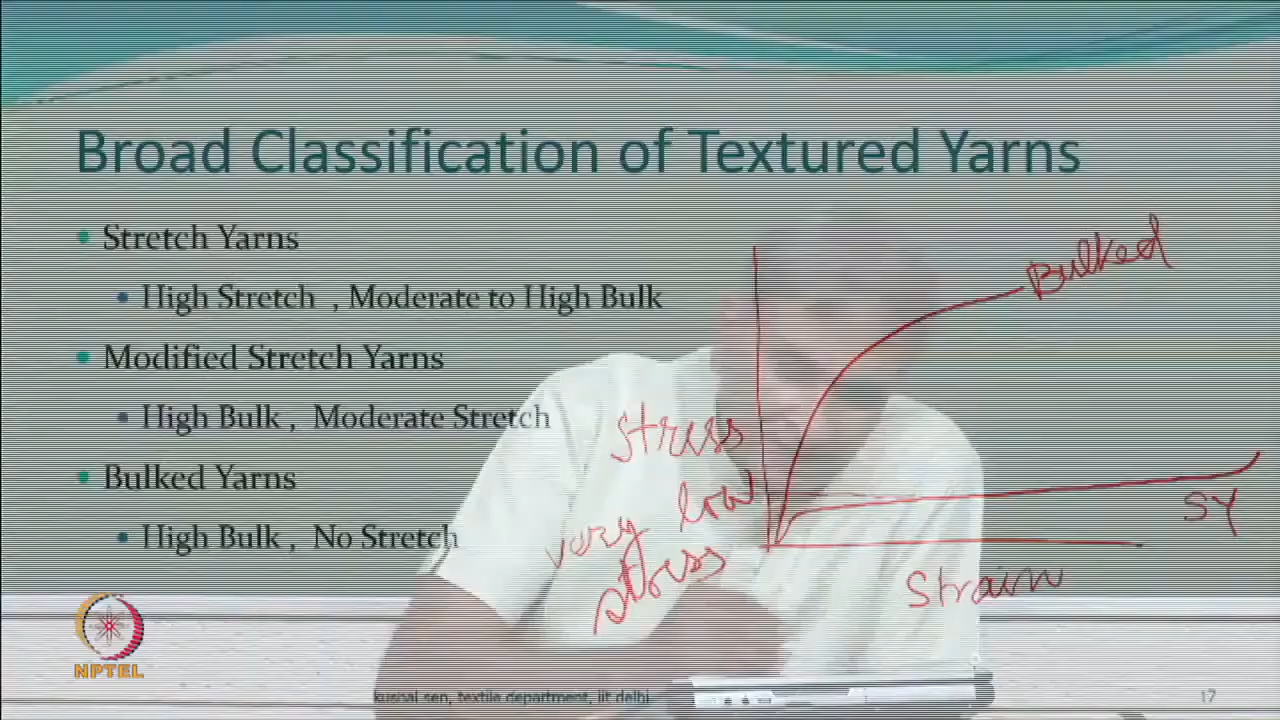 Broad Classification of Textured Yarns
• Stretch Yarns
• High Stretch , Moderate to High Bulk
• Modified Stretch Yarns
• High Bulk , Moderate Stretch
• Bulked Yarns
• High Bulk , No Stretch
Bulked
stress
very low
stress
SY
Strain
NPTEL
kushal sen, textile department, iit delhi
17